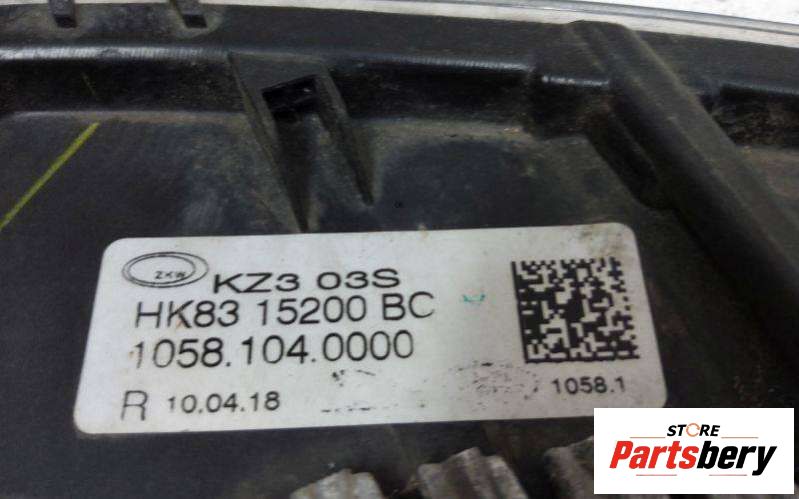 ZKW KZ3 03S
HK83 15200 BC
1058.104.0000
R 10.04.18
1058.1
STORE
Partsbery